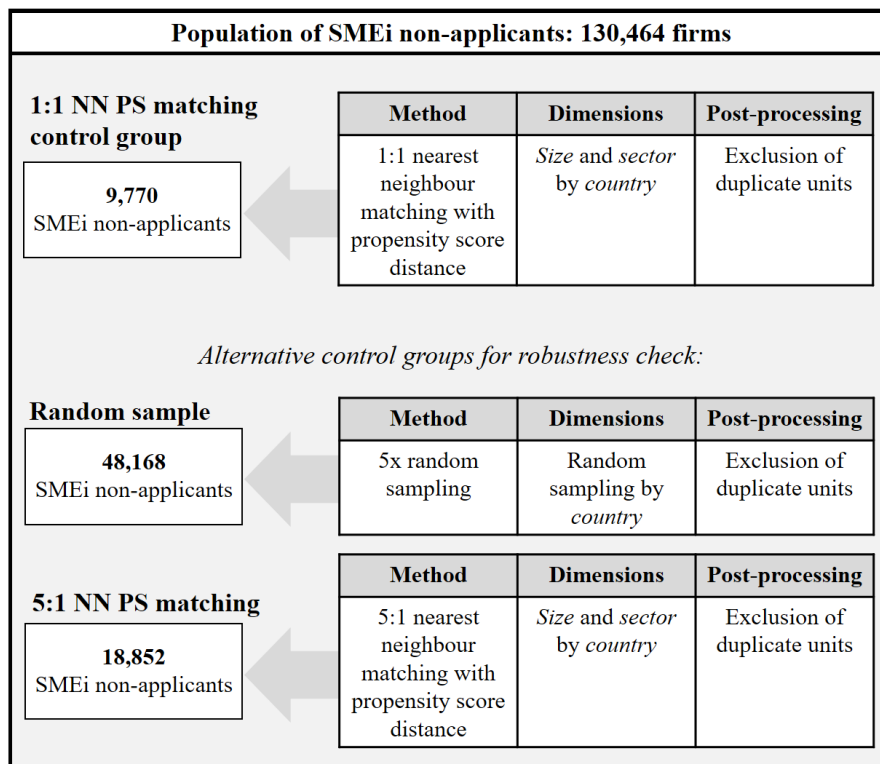 Population of SMEi non-applicants: 130,464 firms
1:1 NN PS matching
control group
9,770
SMEi non-applicants
Method
Dimensions
Post-processing
1:1 nearest
neighbour
matching with
propensity score
distance
Size and sector
by country
Exclusion of
duplicate units
Alternative control groups for robustness check:
Random sample
48,168
SMEi non-applicants
Method
Dimensions
Post-processing
5x random
sampling
Random
sampling by
country
Exclusion of
duplicate units
5:1 NN PS matching
18,852
SMEi non-applicants
Method
Dimensions
Post-processing
5:1 nearest
neighbour
matching with
propensity score
distance
Size and sector
by country
Exclusion of
duplicate units